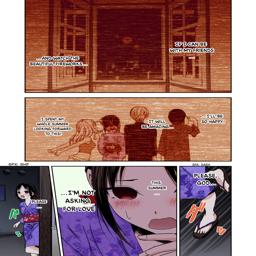 IF I CAN BE
WITH MY FRIENDS
...AND WATCH THE
BEAUTIFUL FIREWORKS...
...I'LL BE
SO HAPPY.
IT WILL
BE AMAZING...
I SPENT MY
WHOLE SUMMER
LOOKING FORWARD
TO THIS!
PLEASE
GOD...
THIS
SUMMER...
...I'M NOT
ASKING
FOR LOVE
PLEASE